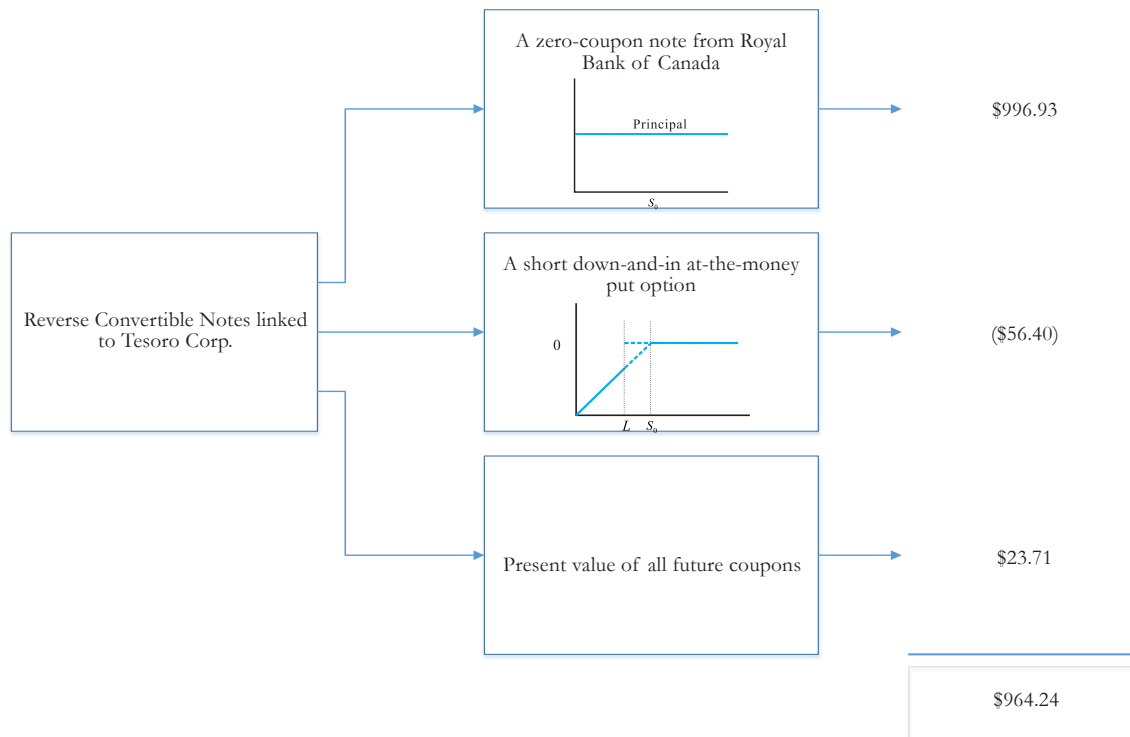 A zero-coupon note from Royal
Bank of Canada
Principal
S₀
$996.93
Reverse Convertible Notes linked
to Tesoro Corp.
A short down-and-in at-the-money
put option
0
L S₀
($56.40)
Present value of all future coupons
$23.71
$964.24